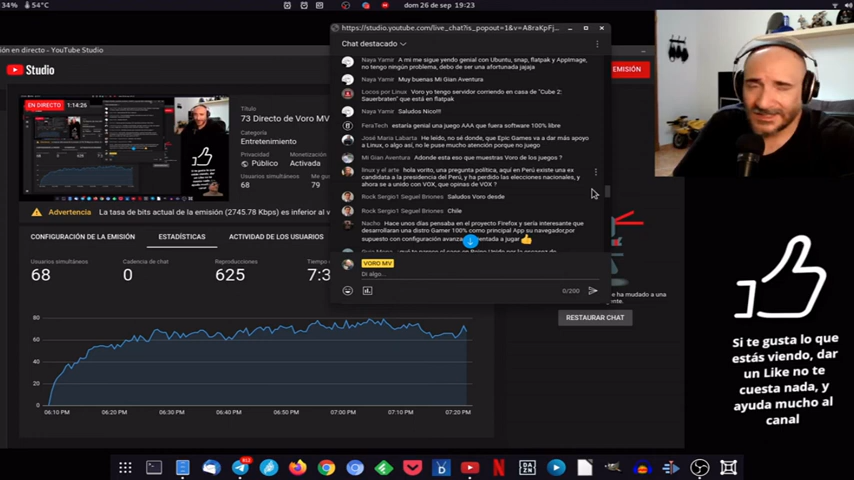 34%
54°C
dom 26 de sep 19:23
https://studio.youtube.com/live_chat?is_popout=1&v=A8raKpFj...
ón en directo - YouTube Studio
Studio
EMISIÓN
Chat destacado
Naya Yamir A mi me sigue yendo genial con Ubuntu, snap, flatpak y AppImage,
no tengo ningún problema, debo de ser una afortunada jajaja
Naya Yamir Muy buenas Mi Gian Aventura
Locos por Linux Voro yo tengo servidor corriendo en casa de "Cube 2:
Sauerbraten" que está en flatpak
Naya Yamir Saludos Nico!!!
FeraTech estaría genial una juego AAA que fuera software 100% libre
José María Labarta He leído, no sé donde, que Epic Games va a dar más apoyo
a Linux, o algo así, no le puse mucho atención porque no juego
Mi Gian Aventura Adonde esta eso que muestras Voro de los juegos ?
linux y el arte hola vorito, una pregunta política, aquí en Perú existe una ex
candidata a la presidencia del Perú, y ha perdido las elecciones nacionales, y
ahora se a unido con VOX, que opinas de VOX ?
Rock Sergio1 Seguel Briones Saludos Voro desde
Rock Sergio1 Seguel Briones Chile
Nacho Hace unos días pensaba en el proyecto Firefox y sería interesante que
desarrollaran una distro Gamer 100% como principal App su navegador,por
supuesto con configuración avanza
entada a jugar
VORO MV
Di algo...
0/200
EN DIRECTO
1:14:26
Título
73 Directo de Voro MV
Categoría
Entretenimiento
Privacidad
Monetización
Público
Activada
Usuarios simultáneos
68
79
Advertencia La tasa de bits actual de la emisión (2745.78 Kbps) es inferior al
CONFIGURACIÓN DE LA EMISIÓN
ESTADÍSTICAS
ACTIVIDAD DE LOS USUARIOS
Usuarios simultáneos
Cadencia de chat
Reproducciones
68
0
625
7:3
80
60
40
20
0
06:10 PM
06:20 PM
06:30 PM
06:40 PM
06:50 PM
07:00 PM
07:10 PM
07:20 PM
e ha mudado a una
te.
RESTAURAR CHAT
Si te gusta lo que
estás viendo, dar
un Like no te
cuesta nada, y
ayuda mucho al
canal
DAZN